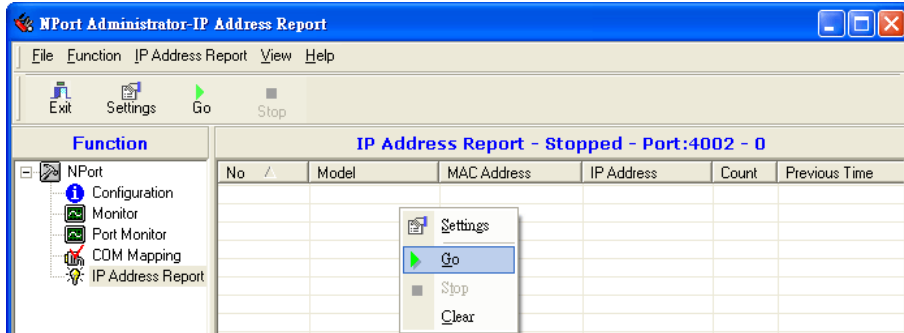 NPort Administrator-IP Address Report
File Function IP Address Report View Help
Exit Settings Go Stop
Function
IP Address Report - Stopped - Port:4002 - 0
NPort
Configuration
Monitor
Port Monitor
COM Mapping
IP Address Report
No Model MAC Address IP Address Count Previous Time
Settings
Go
Stop
Clear